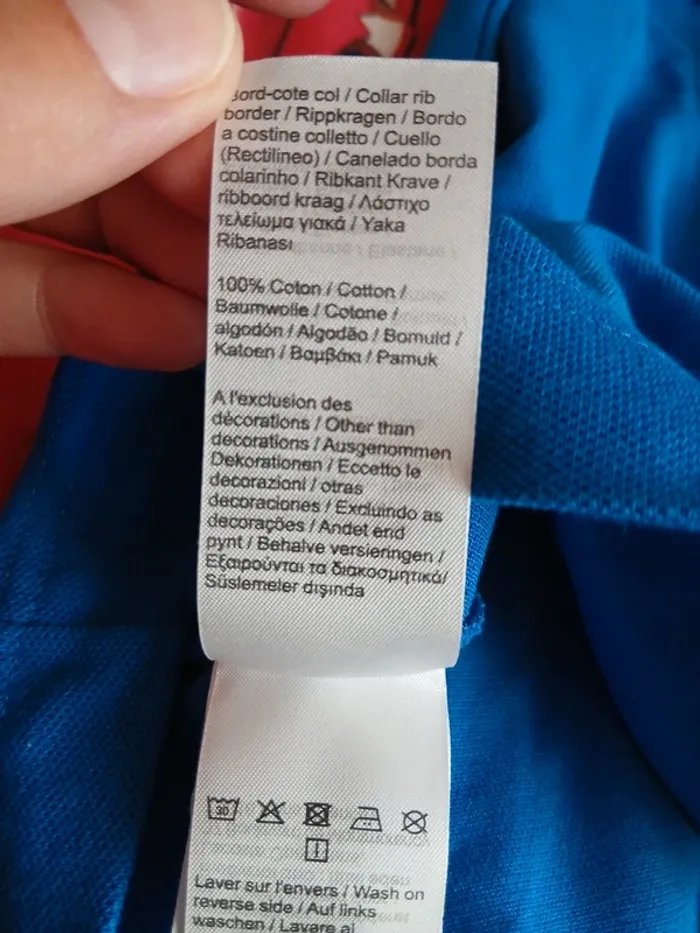 Bord-cote col / Collar rib
border / Rippkragen / Bordo
a costine colletto / Cuello
(Rectilineo) / Canelado borda
colarinho / Ribkant Krave /
ribboord kraag / Λάστιχο
τελείωμα γιακά / Yaka
Ribanası
100% Coton / Cotton /
Baumwolle / Cotone /
algodón / Algodão / Bomuld /
Katoen / Βαμβάκι / Pamuk
A l'exclusion des
décorations / Other than
decorations / Ausgenommen
Dekorationen / Eccetto le
decorazioni / otras
decoraciones / Excluindo as
decorações / Andet end
pynt / Behalve versieringen /
Εξαιρούνται τα διακοσμητικά/
Süslemeler dışında
30
Laver sur l'envers / Wash on
reverse side / Auf links
waschen / Lavare al